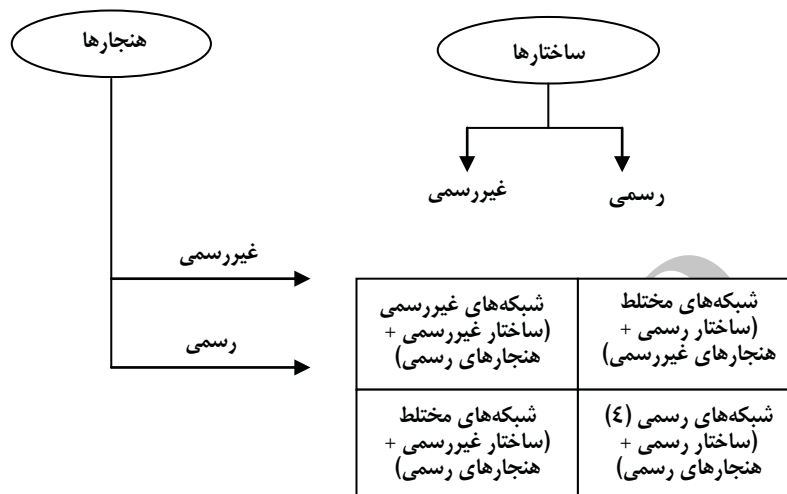 ساختارها
هنجارها
رسمی
غیررسمی
غیررسمی
رسمی
شبکه‌های مختلط
(ساختار رسمی +
هنجارهای غیررسمی)
شبکه‌های غیررسمی
(ساختار غیررسمی +
هنجارهای رسمی)
شبکه‌های رسمی (٤)
(ساختار رسمی +
هنجارهای رسمی)
شبکه‌های مختلط
(ساختار غیررسمی +
هنجارهای رسمی)